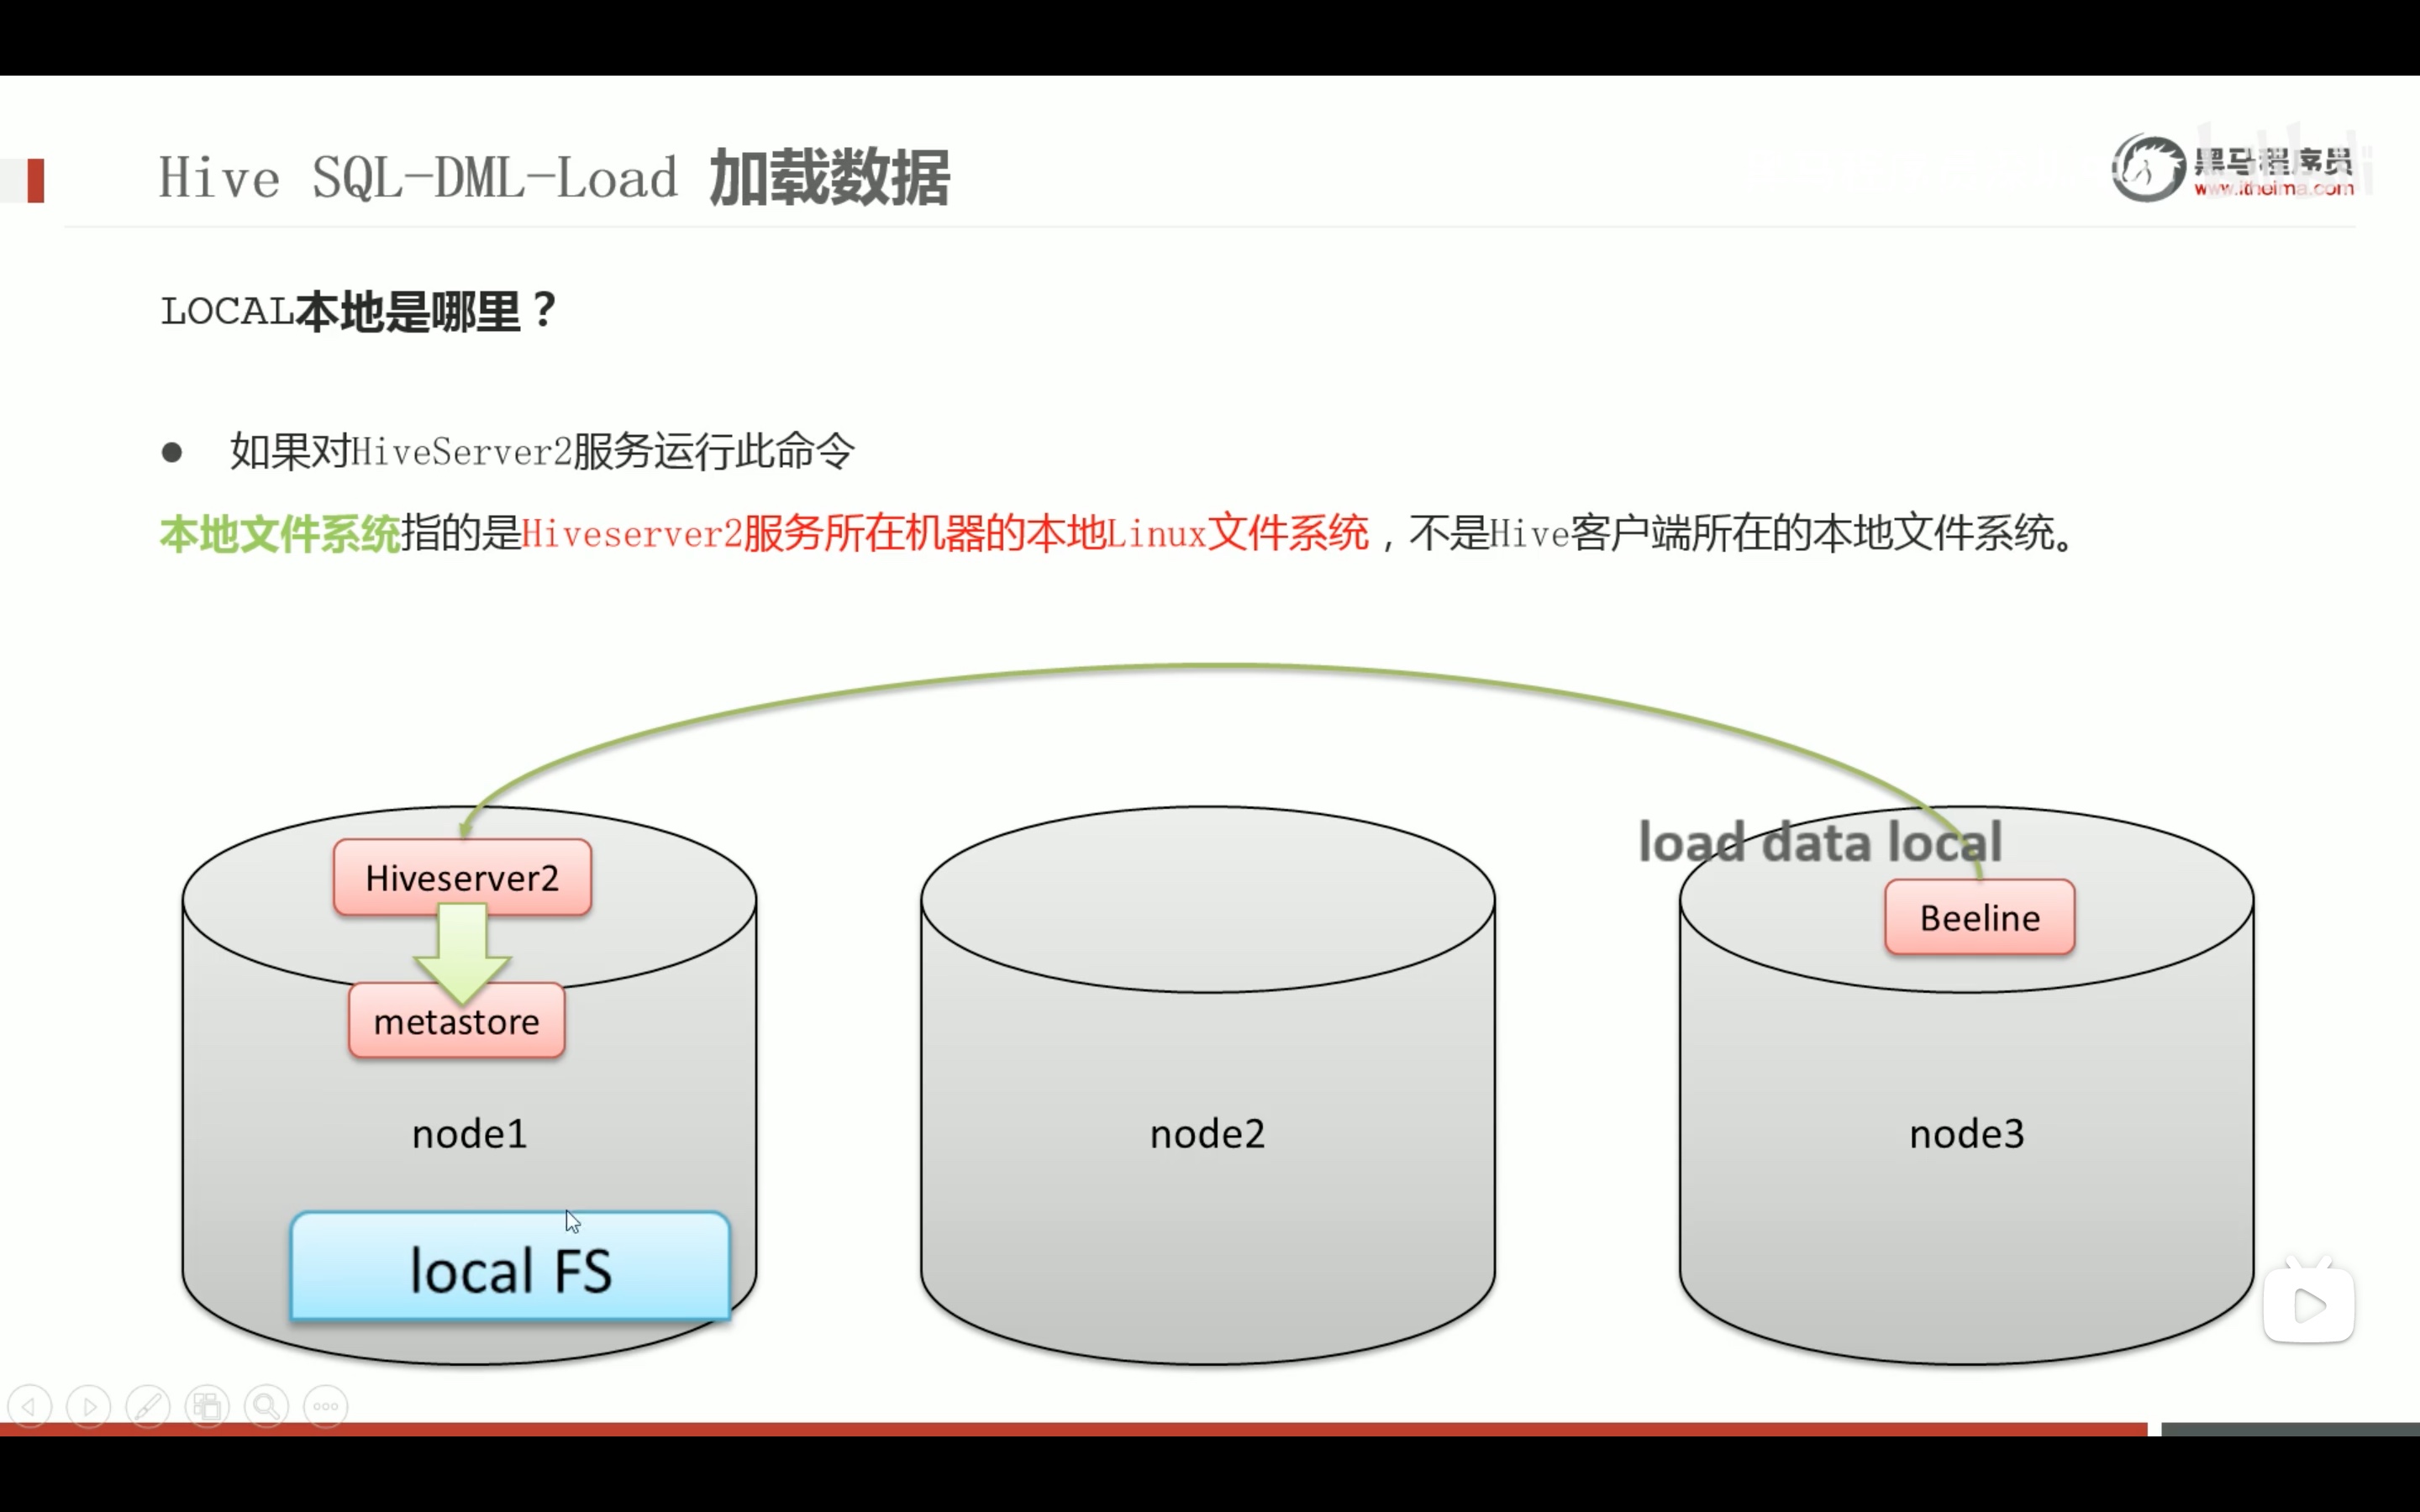 Hive SQL-DML-Load 加载数据
黑马程序员
www.itheima.com
LOCAL本地是哪里？
● 如果对HiveServer2服务运行此命令
本地文件系统指的是Hiveserver2服务所在机器的本地Linux文件系统，不是Hive客户端所在的本地文件系统。
load data local
Hiveserver2
Beeline
metastore
node1
node2
node3
local FS